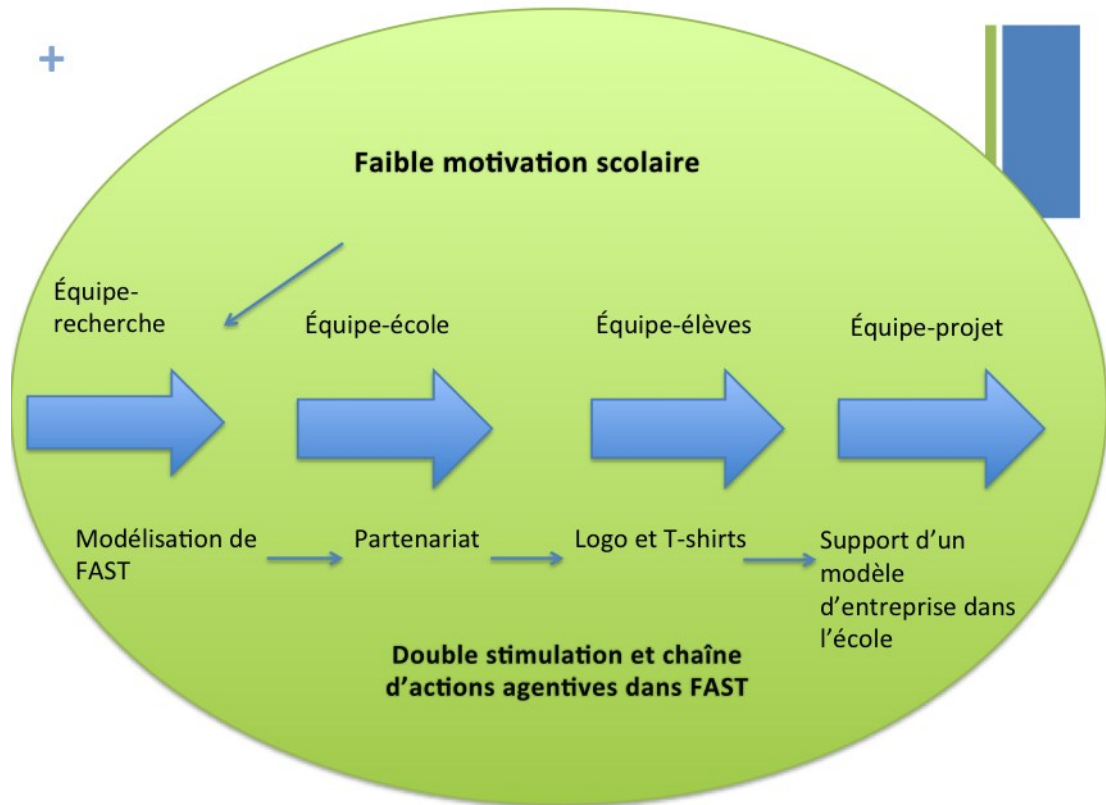 +
Faible motivation scolaire
Équipe-
recherche
Équipe-école
Équipe-élèves
Équipe-projet
Modélisation de
FAST
Partenariat
Logo et T-shirts
Support d’un
modèle
d’entreprise dans
l’école
Double stimulation et chaîne
d’actions agentives dans FAST